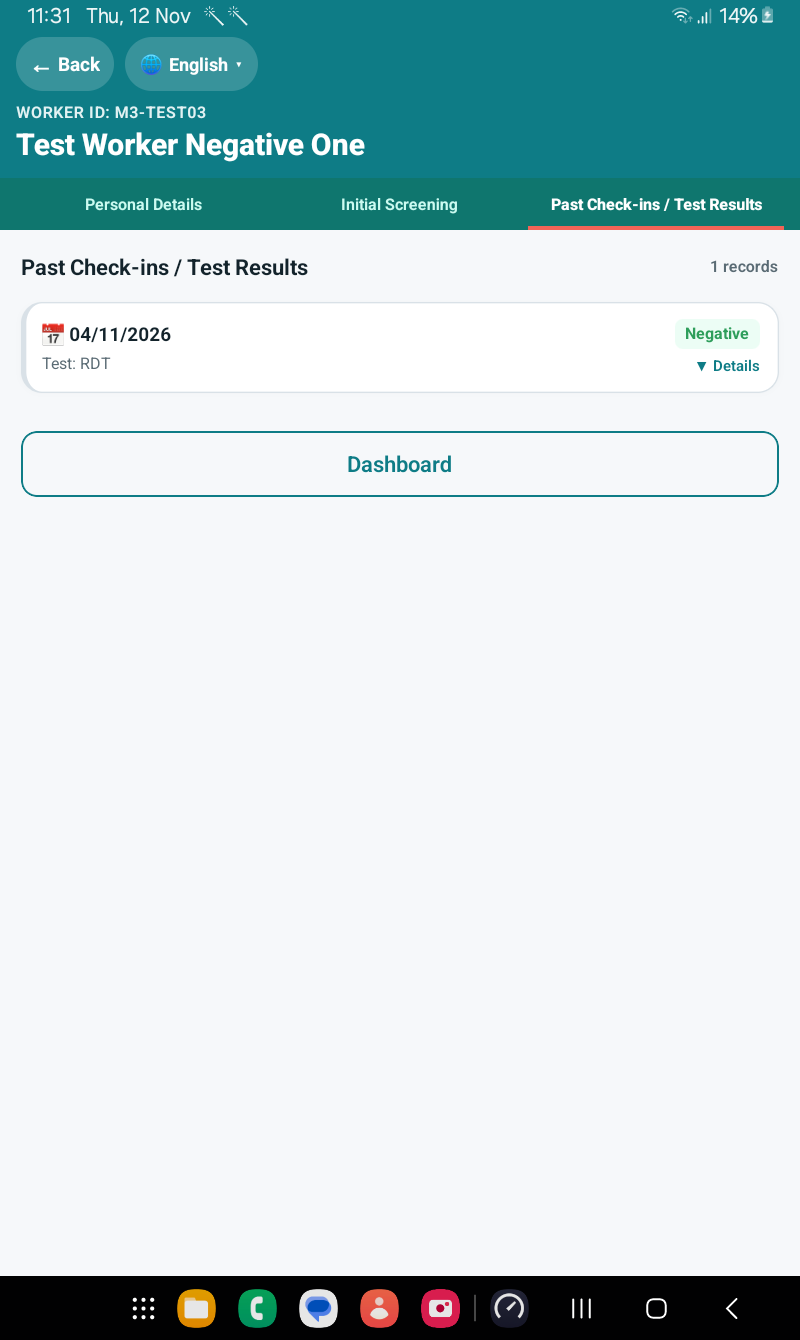 11:31 Thu, 12 Nov 14%
← Back English ▾
WORKER ID: M3-TEST03
Test Worker Negative One
Personal Details Initial Screening Past Check-ins / Test Results
Past Check-ins / Test Results 1 records
04/11/2026 Negative
Test: RDT ▼ Details
Dashboard